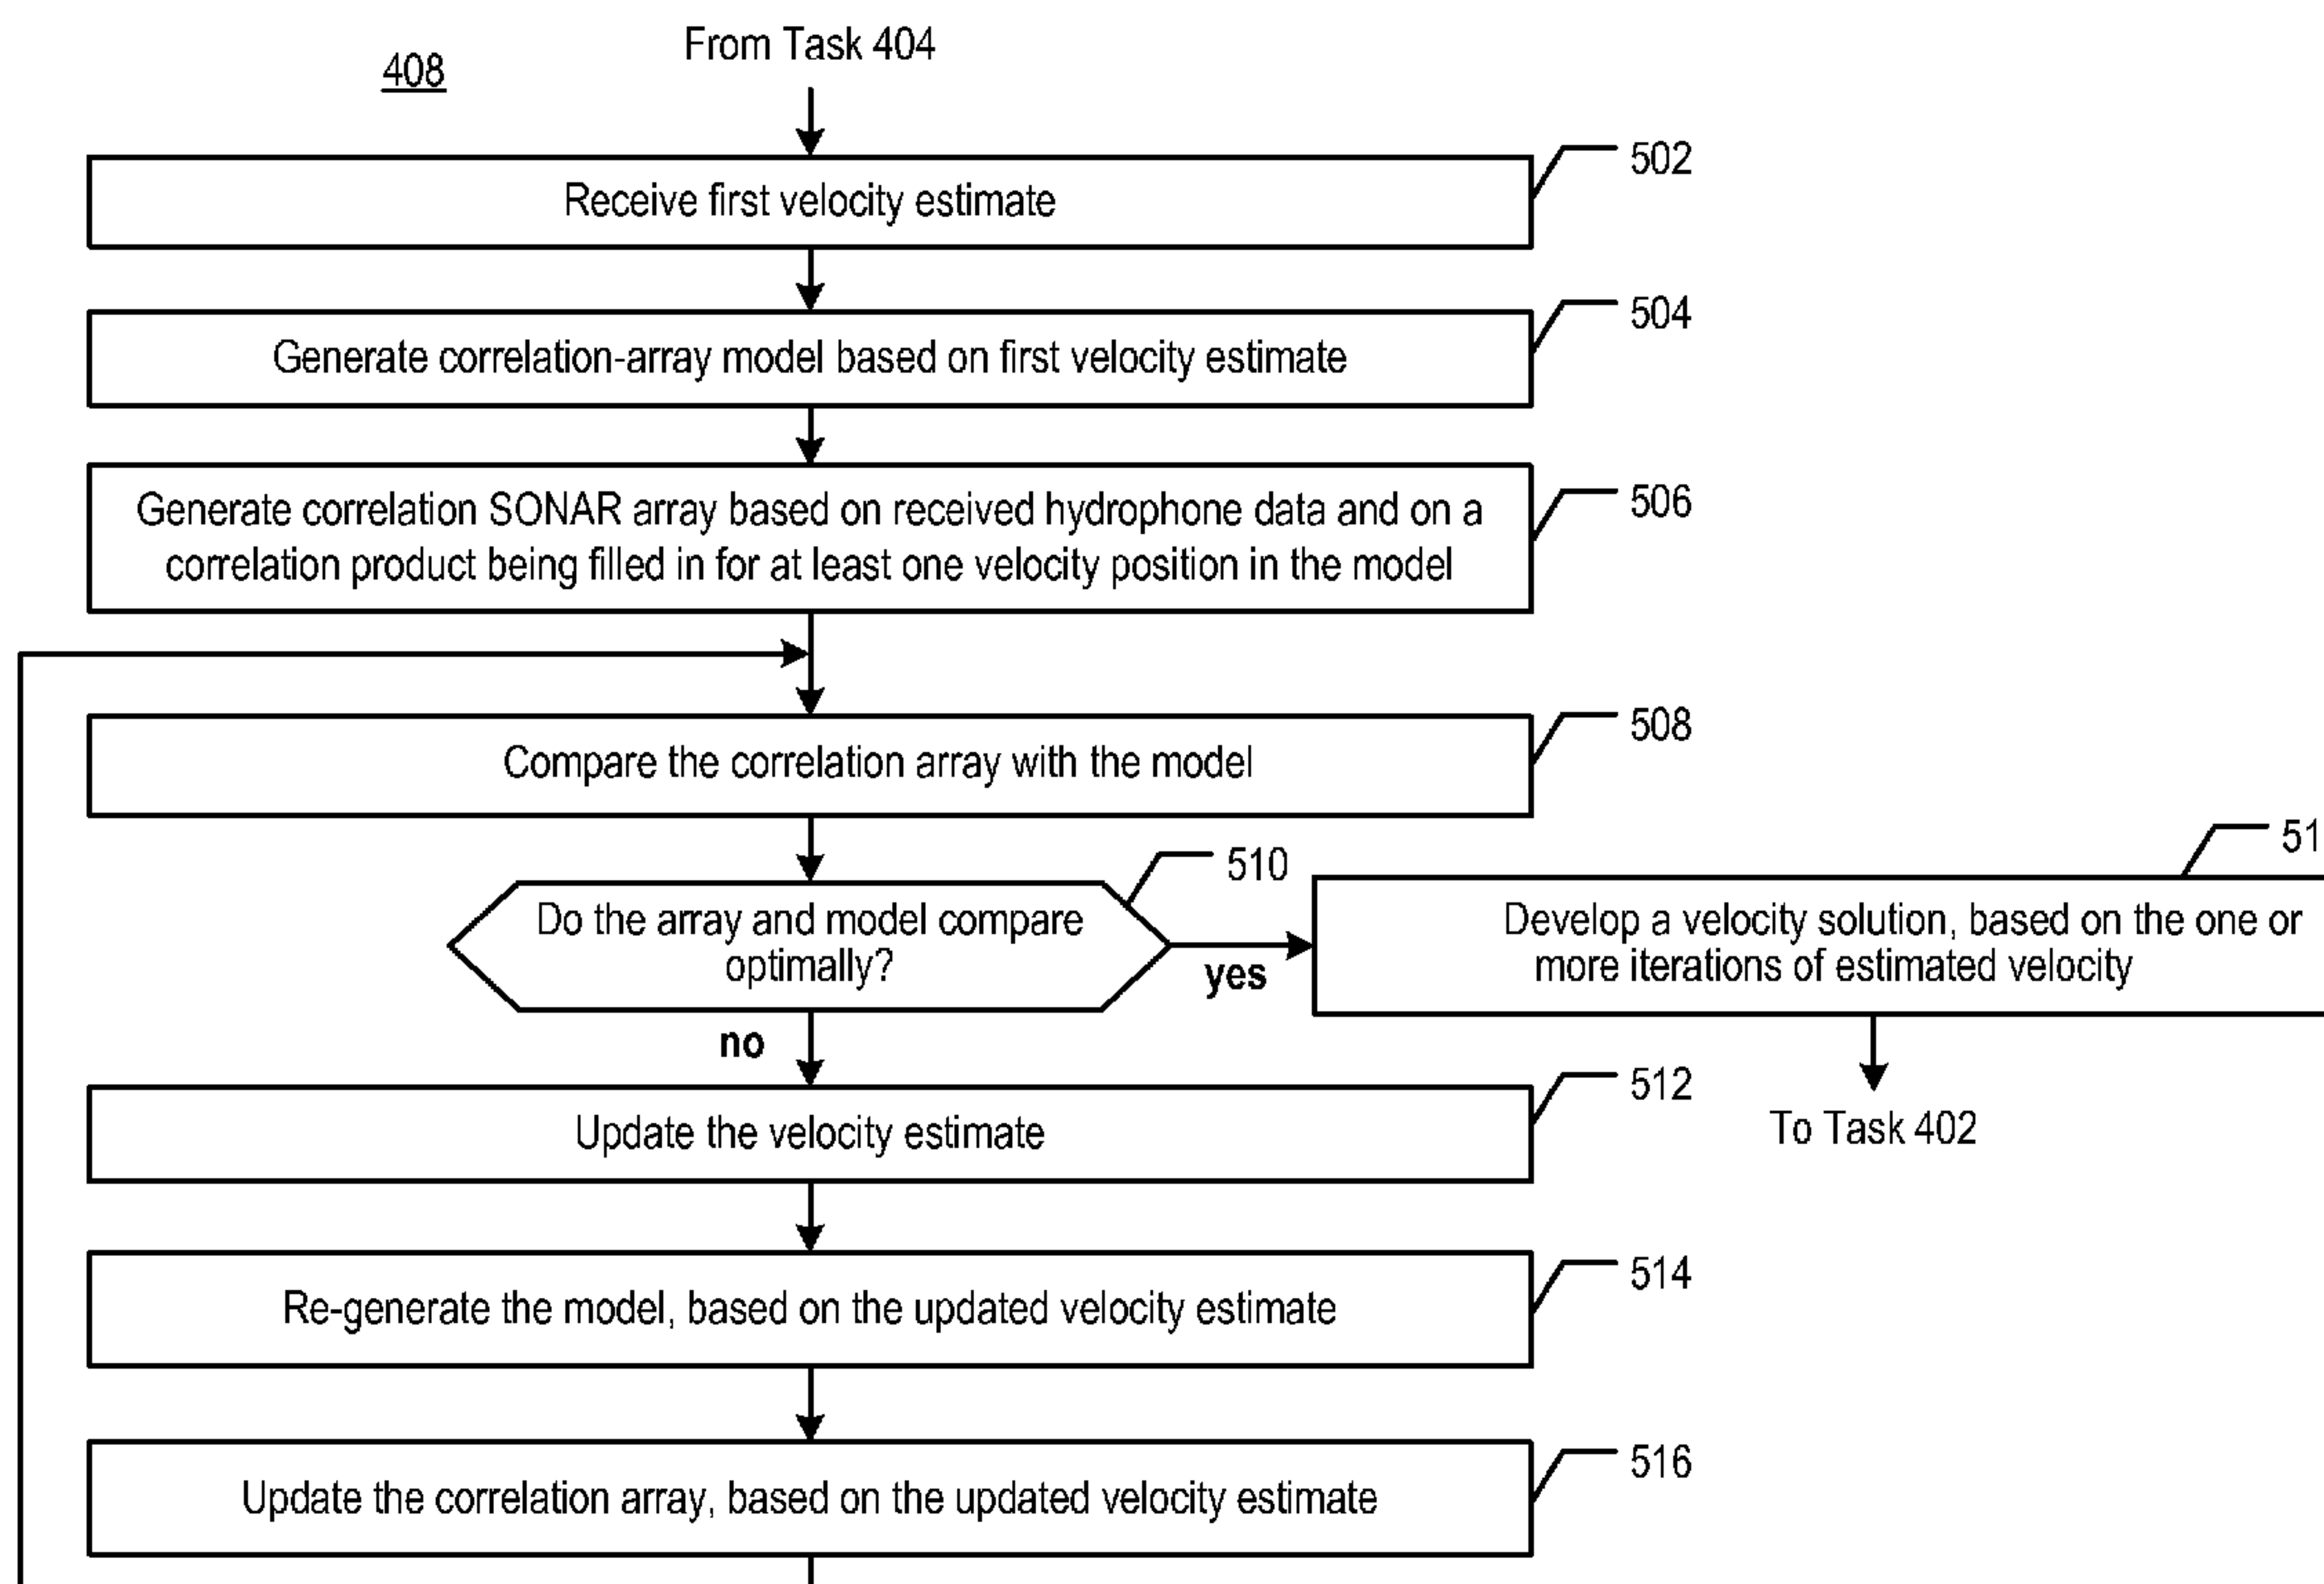 From Task 404
408
502
Receive first velocity estimate
504
Generate correlation-array model based on first velocity estimate
506
Generate correlation SONAR array based on received hydrophone data and on a
correlation product being filled in for at least one velocity position in the model
508
Compare the correlation array with the model
510
Do the array and model compare
optimally?
yes
51
Develop a velocity solution, based on the one or
more iterations of estimated velocity
To Task 402
no
512
Update the velocity estimate
514
Re-generate the model, based on the updated velocity estimate
516
Update the correlation array, based on the updated velocity estimate